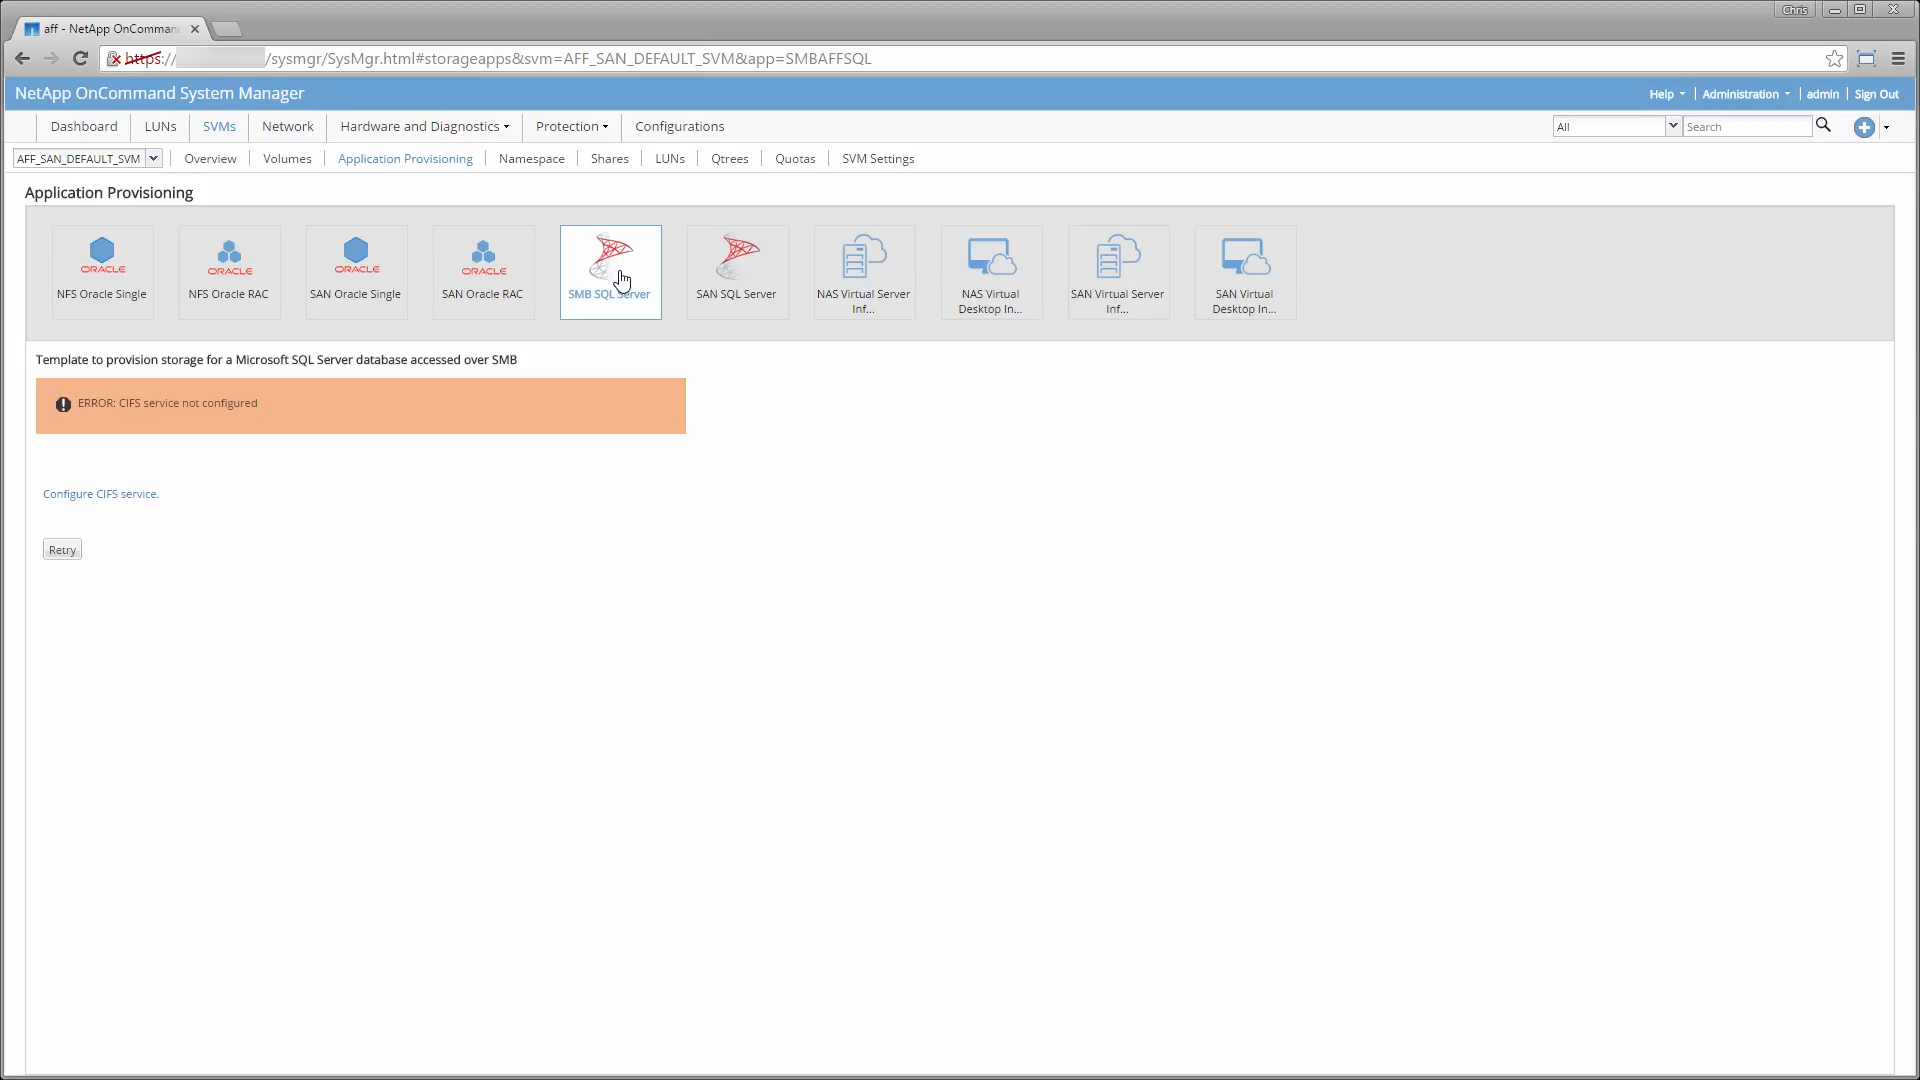 Chris
aff - NetApp OnComman
https:// /sysmgr/SysMgr.html#storageapps&svm=AFF_SAN_DEFAULT_SVM&app=SMBAFFSQL
NetApp OnCommand System Manager
Help Administration admin Sign Out
Dashboard LUNs SVMs Network Hardware and Diagnostics Protection Configurations
All Search
AFF_SAN_DEFAULT_SVM Overview Volumes Application Provisioning Namespace Shares LUNs Qtrees Quotas SVM Settings
Application Provisioning
ORACLE ORACLE ORACLE ORACLE
NFS Oracle Single NFS Oracle RAC SAN Oracle Single SAN Oracle RAC SMB SQL Server SAN SQL Server NAS Virtual Server NAS Virtual SAN Virtual Server SAN Virtual
Inf... Desktop In... Inf... Desktop In...
Template to provision storage for a Microsoft SQL Server database accessed over SMB
ERROR: CIFS service not configured
Configure CIFS service.
Retry